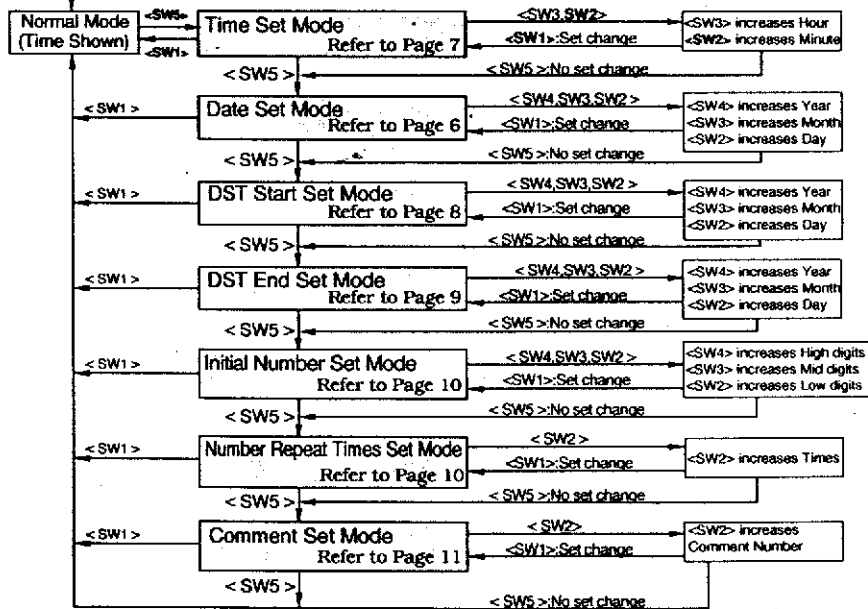 Normal Mode
(Time Shown)
<SW5>
<SW1>
Time Set Mode
Refer to Page 7
<SW3,SW2>
<SW1>:Set change
<SW3> increases Hour
<SW2> increases Minute
< SW5 >
< SW5 >:No set change
< SW1 >
Date Set Mode
Refer to Page 6
< SW4,SW3,SW2 >
<SW1>:Set change
<SW4> increases Year
<SW3> increases Month
<SW2> increases Day
< SW5 >
< SW5 >:No set change
< SW1 >
DST Start Set Mode
Refer to Page 8
< SW4,SW3,SW2 >
<SW1>:Set change
<SW4> increases Year
<SW3> increases Month
<SW2> increases Day
< SW5 >
< SW5 >:No set change
< SW1 >
DST End Set Mode
Refer to Page 9
< SW4,SW3,SW2 >
<SW1>:Set change
<SW4> increases Year
<SW3> increases Month
<SW2> increases Day
< SW5 >
< SW5 >:No set change
< SW1 >
Initial Number Set Mode
Refer to Page 10
< SW4,SW3,SW2 >
<SW1>:Set change
<SW4> increases High digits
<SW3> increases Mid digits
<SW2> increases Low digits
< SW5 >
< SW5 >:No set change
< SW1 >
Number Repeat Times Set Mode
Refer to Page 10
< SW2 >
<SW1>:Set change
<SW2> increases Times
< SW5 >
< SW5 >:No set change
< SW1 >
Comment Set Mode
Refer to Page 11
< SW2 >
<SW1>:Set change
<SW2> increases
Comment Number
< SW5 >
< SW5 >:No set change